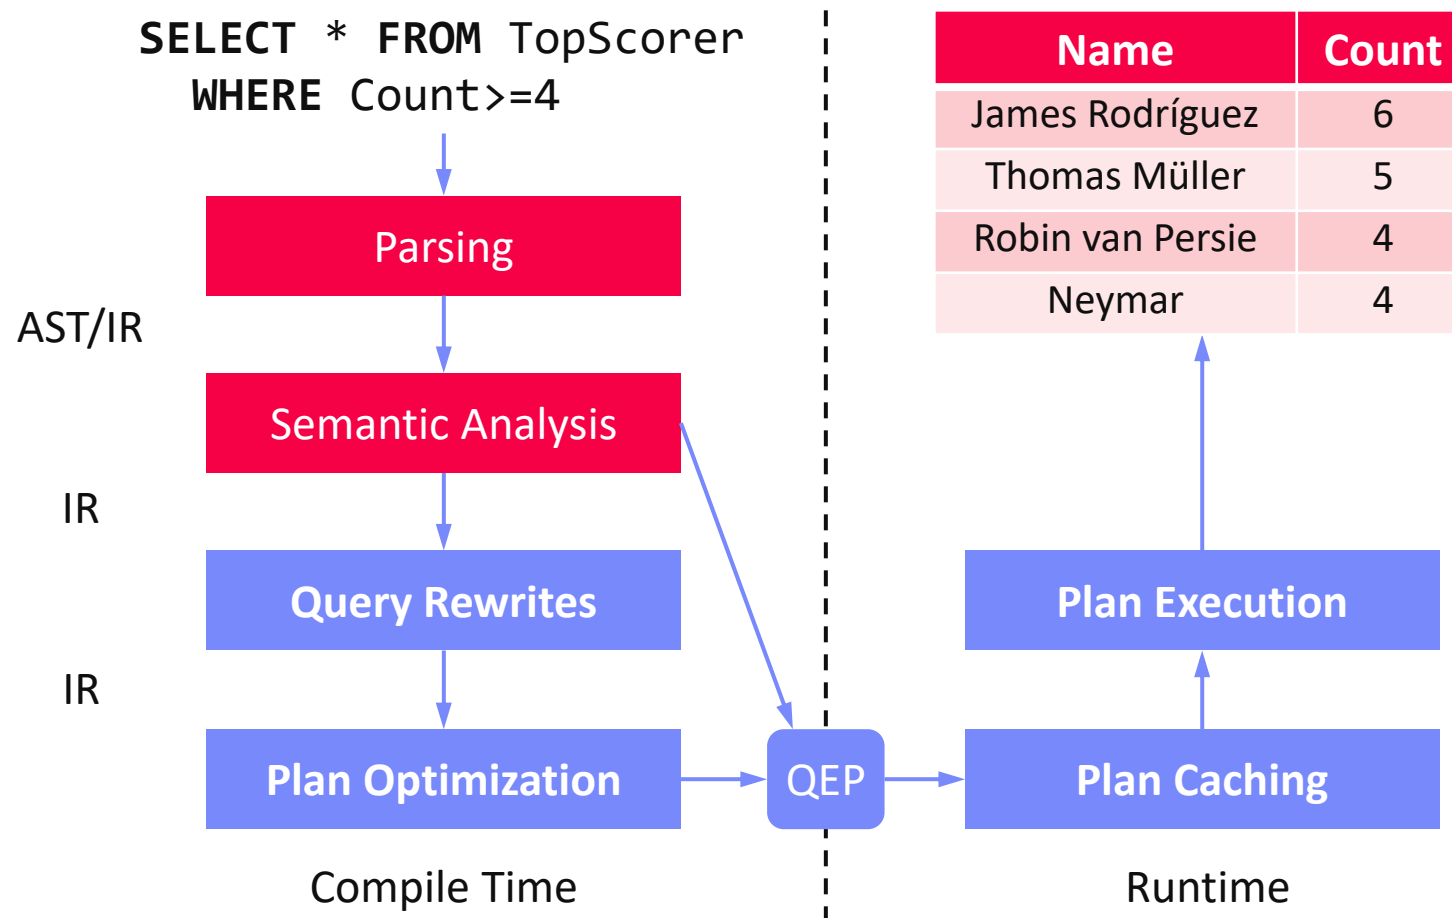 SELECT * FROM TopScorer
WHERE Count>=4
Parsing
AST/IR
Semantic Analysis
IR
Query Rewrites
IR
Plan Optimization
Compile Time
QEP
Name Count
James Rodríguez 6
Thomas Müller 5
Robin van Persie 4
Neymar 4
Plan Execution
Plan Caching
Runtime